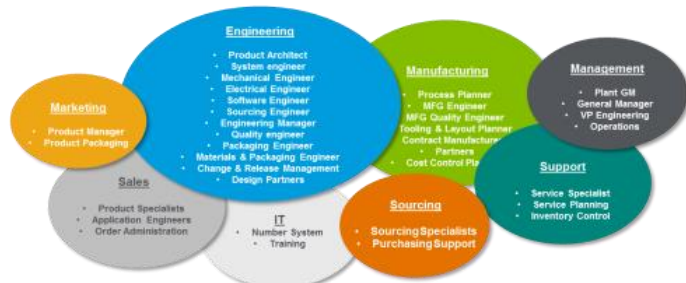 Engineering
• Product Architect
• System engineer
• Mechanical Engineer
• Electrical Engineer
• Software Engineer
• Sourcing Engineer
• Engineering Manager
• Quality engineer
• Packaging Engineer
• Materials & Packaging Engineer
• Change & Release Management
• Design Partners
Manufacturing
• Process Planner
• MFG Engineer
• MFG Quality Engineer
Tooling & Layout Planner
Contract Manufacturer
• Partners
• Cost Control
Management
• Plant GM
• General Manager
• VP Engineering
• Operations
Marketing
• Product Manager
• Product Packaging
Sales
• Product Specialists
• Application Engineers
• Order Administration
IT
• Number System
• Training
Sourcing
• Sourcing Specialists
• Purchasing Support
Support
• Service Specialist
• Service Planning
• Inventory Control